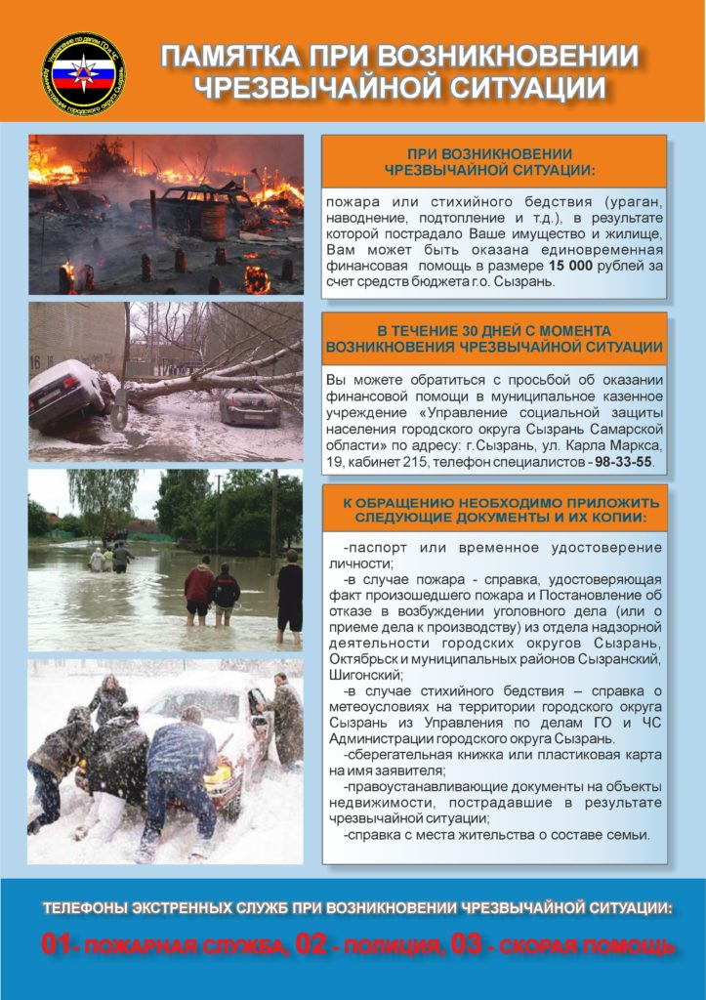 Управление по делам ГО и ЧС
Администрации городского округа Сызрань
ПАМЯТКА ПРИ ВОЗНИКНОВЕНИИ
ЧРЕЗВЫЧАЙНОЙ СИТУАЦИИ
ПРИ ВОЗНИКНОВЕНИИ
ЧРЕЗВЫЧАЙНОЙ СИТУАЦИИ:
пожара или стихийного бедствия (ураган,
наводнение, подтопление и т.д.), в результате
которой пострадало Ваше имущество и жилище,
Вам может быть оказана единовременная
финансовая помощь в размере 15 000 рублей за
счет средств бюджета г.о. Сызрань.
В ТЕЧЕНИЕ 30 ДНЕЙ С МОМЕНТА
ВОЗНИКНОВЕНИЯ ЧРЕЗВЫЧАЙНОЙ СИТУАЦИИ
Вы можете обратиться с просьбой об оказании
финансовой помощи в муниципальное казенное
учреждение «Управление социальной защиты
населения городского округа Сызрань Самарской
области» по адресу: г.Сызрань, ул. Карла Маркса,
19, кабинет 215, телефон специалистов - 98-33-55.
К ОБРАЩЕНИЮ НЕОБХОДИМО ПРИЛОЖИТЬ
СЛЕДУЮЩИЕ ДОКУМЕНТЫ И ИХ КОПИИ:
-паспорт или временное удостоверение
личности;
-в случае пожара - справка, удостоверяющая
факт произошедшего пожара и Постановление об
отказе в возбуждении уголовного дела (или о
приеме дела к производству) из отдела надзорной
деятельности городских округов Сызрань,
Октябрьск и муниципальных районов Сызранский,
Шигонский;
-в случае стихийного бедствия – справка о
метеоусловиях на территории городского округа
Сызрань из Управления по делам ГО и ЧС
Администрации городского округа Сызрань.
-сберегательная книжка или пластиковая карта
на имя заявителя;
-правоустанавливающие документы на объекты
недвижимости, пострадавшие в результате
чрезвычайной ситуации;
-справка с места жительства о составе семьи.
ТЕЛЕФОНЫ ЭКСТРЕННЫХ СЛУЖБ ПРИ ВОЗНИКНОВЕНИИ ЧРЕЗВЫЧАЙНОЙ СИТУАЦИИ:
01- ПОЖАРНАЯ СЛУЖБА, 02 - ПОЛИЦИЯ, 03 - СКОРАЯ ПОМОЩЬ